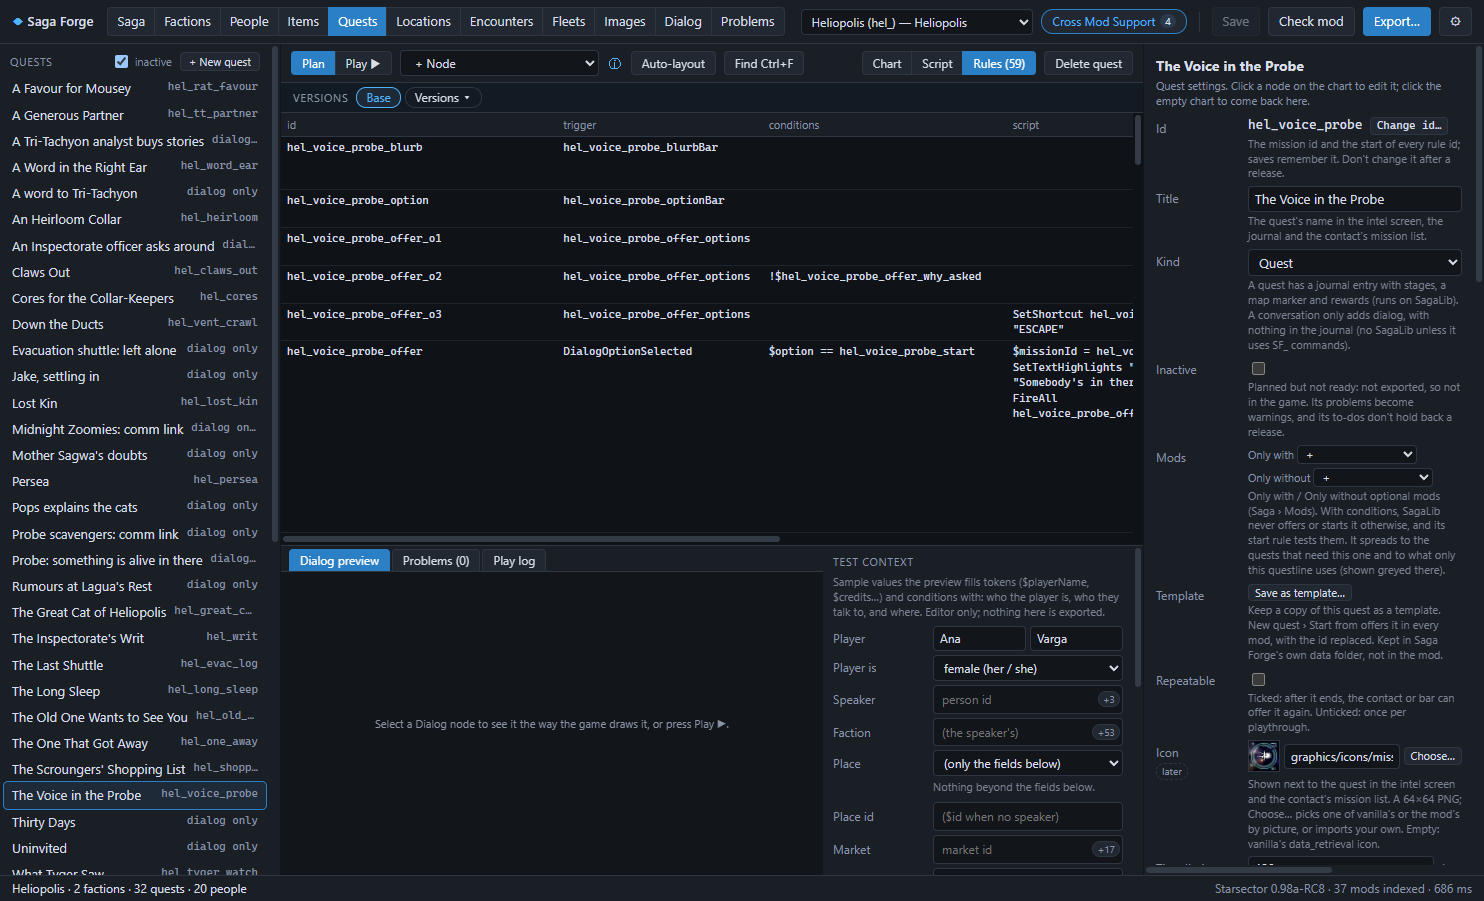 Saga Forge
Saga
Factions
People
Items
Quests
Locations
Encounters
Fleets
Images
Dialog
Problems
Heliopolis (hel_) — Heliopolis
Cross Mod Support 4
Save
Check mod
Export...
QUESTS
inactive
+ New quest
A Favour for Mousey hel_rat_favour
A Generous Partner hel_tt_partner
A Tri-Tachyon analyst buys stories dialog…
A Word in the Right Ear hel_word_ear
A word to Tri-Tachyon dialog only
An Heirloom Collar hel_heirloom
An Inspectorate officer asks around dial…
Claws Out hel_claws_out
Cores for the Collar-Keepers hel_cores
Down the Ducts hel_vent_crawl
Evacuation shuttle: left alone dialog only
Jake, settling in dialog only
Lost Kin hel_lost_kin
Midnight Zoomies: comm link dialog on…
Mother Sagwa's doubts dialog only
Persea hel_persea
Pops explains the cats dialog only
Probe scavengers: comm link dialog only
Probe: something is alive in there dialog…
Rumours at Lagua's Rest dialog only
The Great Cat of Heliopolis hel_great_c…
The Inspectorate's Writ hel_writ
The Last Shuttle hel_evac_log
The Long Sleep hel_long_sleep
The Old One Wants to See You hel_old_…
The One That Got Away hel_one_away
The Scroungers' Shopping List hel_shopp…
The Voice in the Probe hel_voice_probe
Thirty Days dialog only
Uninvited dialog only
What Tyger Saw hel_tyger_watch
Plan
Play ▶
+ Node
Auto-layout
Find Ctrl+F
Chart
Script
Rules (59)
Delete quest
VERSIONS
Base
Versions ▾
id trigger conditions script
hel_voice_probe_blurb hel_voice_probe_blurbBar
hel_voice_probe_option hel_voice_probe_optionBar
hel_voice_probe_offer_o1 hel_voice_probe_offer_options
hel_voice_probe_offer_o2 hel_voice_probe_offer_options !$hel_voice_probe_offer_why_asked
hel_voice_probe_offer_o3 hel_voice_probe_offer_options SetShortcut hel_voi
"ESCAPE"
hel_voice_probe_offer DialogOptionSelected $option == hel_voice_probe_start $missionId = hel_vo
SetTextHighlights "
"Somebody's in ther
FireAll
hel_voice_probe_off
Dialog preview
Problems (0)
Play log
Select a Dialog node to see it the way the game draws it, or press Play ▶.
TEST CONTEXT
Sample values the preview fills tokens ($playerName,
$credits...) and conditions with: who the player is, who they
talk to, and where. Editor only; nothing here is exported.
Player Ana Varga
Player is female (her / she)
Speaker person id +3
Faction (the speaker's) +53
Place (only the fields below)
Nothing beyond the fields below.
Place id ($id when no speaker)
Market market id +17
The Voice in the Probe
Quest settings. Click a node on the chart to edit it; click the
empty chart to come back here.
Id hel_voice_probe Change id…
The mission id and the start of every rule id;
saves remember it. Don't change it after a
release.
Title The Voice in the Probe
The quest's name in the intel screen, the
journal and the contact's mission list.
Kind Quest
A quest has a journal entry with stages, a
map marker and rewards (runs on SagaLib).
A conversation only adds dialog, with
nothing in the journal (no SagaLib unless it
uses SF_ commands).
Inactive
Planned but not ready: not exported, so not
in the game. Its problems become
warnings, and its to-dos don't hold back a
release.
Mods Only with +
Only without +
Only with / Only without optional mods
(Saga › Mods). With conditions, SagaLib
never offers or starts it otherwise, and its
start rule tests them. It spreads to the
quests that need this one and to what only
this questline uses (shown greyed there).
Template Save as template...
Keep a copy of this quest as a template.
New quest › Start from offers it in every
mod, with the id replaced. Kept in Saga
Forge's own data folder, not in the mod.
Repeatable
Ticked: after it ends, the contact or bar can
offer it again. Unticked: once per
playthrough.
Icon graphics/icons/mis Choose...
later
Shown next to the quest in the intel screen
and the contact's mission list. A 64×64 PNG;
Choose... picks one of vanilla's or the mod's
by picture, or imports your own. Empty:
vanilla's data_retrieval icon.
Heliopolis · 2 factions · 32 quests · 20 people
Starsector 0.98a-RC8 · 37 mods indexed · 686 ms